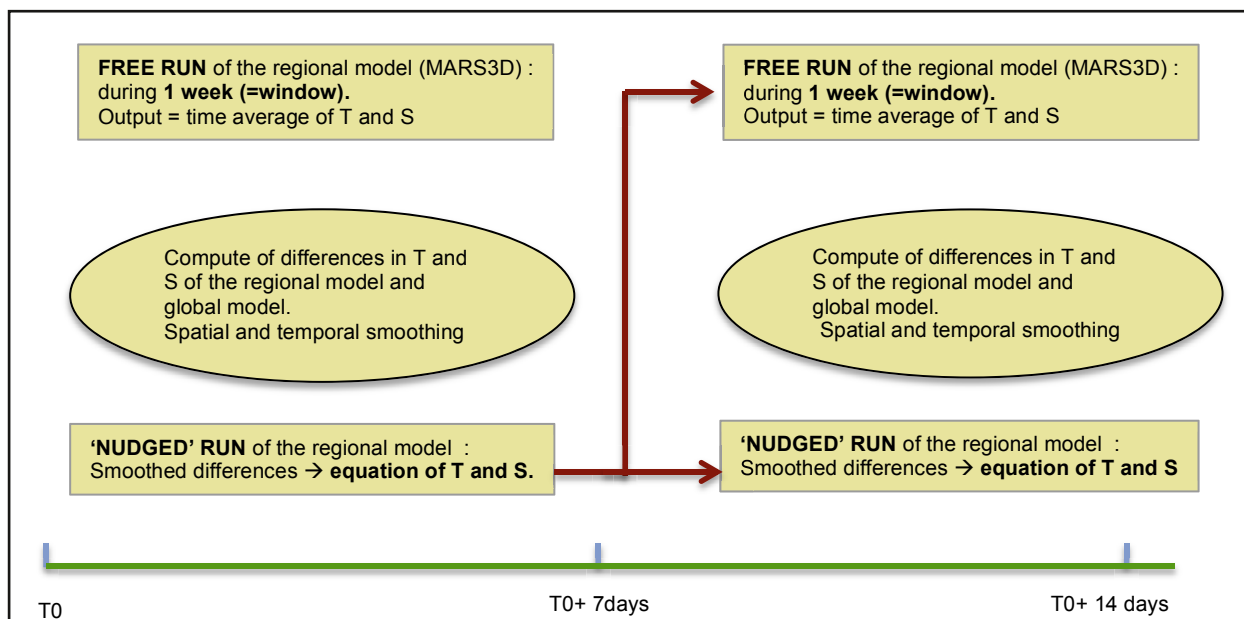 FREE RUN of the regional model (MARS3D) :
during 1 week (=window).
Output = time average of T and S
Compute of differences in T and
S of the regional model and
global model.
Spatial and temporal smoothing
‘NUDGED’ RUN of the regional model :
Smoothed differences → equation of T and S.
FREE RUN of the regional model (MARS3D) :
during 1 week (=window).
Output = time average of T and S
Compute of differences in T and
S of the regional model and
global model.
Spatial and temporal smoothing
‘NUDGED’ RUN of the regional model :
Smoothed differences → equation of T and S
T0
T0+ 7days
T0+ 14 days